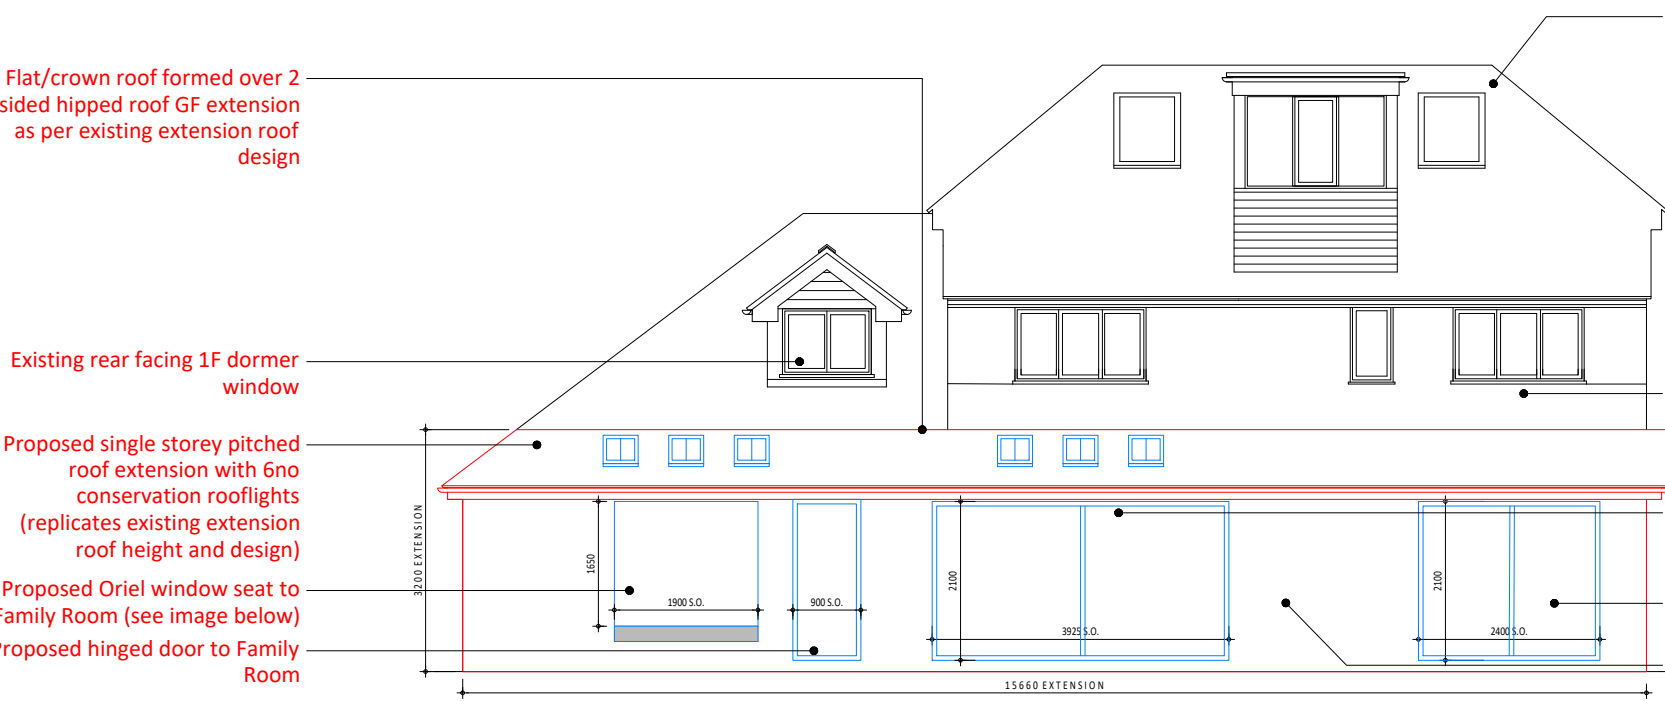 Flat/crown roof formed over 2
sided hipped roof GF extension
as per existing extension roof
design
Existing rear facing 1F dormer
window
Proposed single storey pitched
roof extension with 6no
conservation rooflights
(replicates existing extension
roof height and design)
Proposed Oriel window seat to
Family Room (see image below)
Proposed hinged door to Family
Room
3200 EXTENSION
1650
1900 S.O.
900 S.O.
2100
3925 S.O.
2100
2400 S.O.
15660 EXTENSION